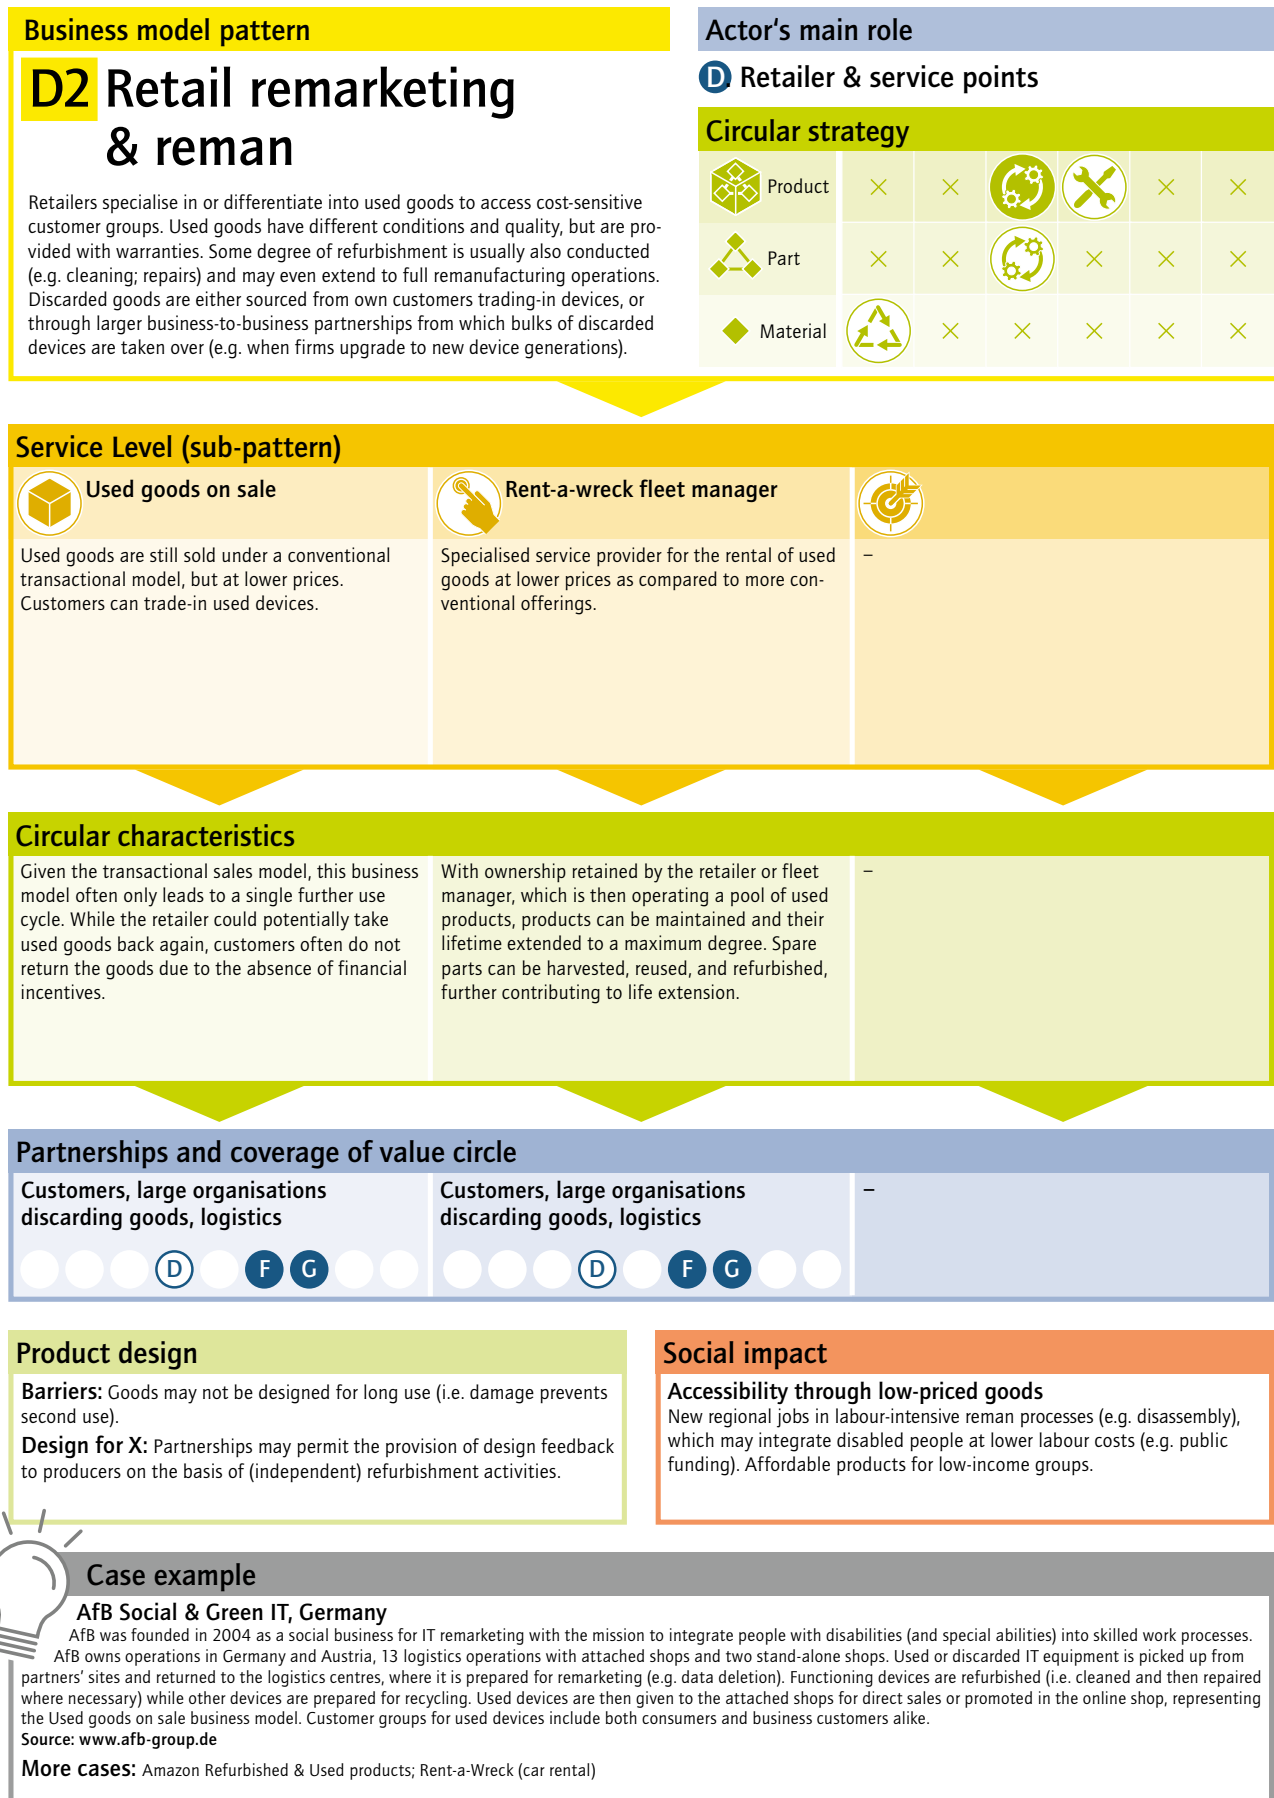 Business model pattern
D2 Retail remarketing
& reman
Retailers specialise in or differentiate into used goods to access cost-sensitive
customer groups. Used goods have different conditions and quality, but are pro-
vided with warranties. Some degree of refurbishment is usually also conducted
(e.g. cleaning; repairs) and may even extend to full remanufacturing operations.
Discarded goods are either sourced from own customers trading-in devices, or
through larger business-to-business partnerships from which bulks of discarded
devices are taken over (e.g. when firms upgrade to new device generations).
Actor‘s main role
D. Retailer & service points
Circular strategy
Product
Part
Material
Service Level (sub-pattern)
Used goods on sale
Used goods are still sold under a conventional
transactional model, but at lower prices.
Customers can trade-in used devices.
Rent-a-wreck fleet manager
Specialised service provider for the rental of used
goods at lower prices as compared to more con-
ventional offerings.
–
Circular characteristics
Given the transactional sales model, this business
model often only leads to a single further use
cycle. While the retailer could potentially take
used goods back again, customers often do not
return the goods due to the absence of financial
incentives.
With ownership retained by the retailer or fleet
manager, which is then operating a pool of used
products, products can be maintained and their
lifetime extended to a maximum degree. Spare
parts can be harvested, reused, and refurbished,
further contributing to life extension.
–
Partnerships and coverage of value circle
Customers, large organisations
discarding goods, logistics
D F G
Customers, large organisations
discarding goods, logistics
D F G
–
Product design
Barriers: Goods may not be designed for long use (i.e. damage prevents
second use).
Design for X: Partnerships may permit the provision of design feedback
to producers on the basis of (independent) refurbishment activities.
Social impact
Accessibility through low-priced goods
New regional jobs in labour-intensive reman processes (e.g. disassembly),
which may integrate disabled people at lower labour costs (e.g. public
funding). Affordable products for low-income groups.
Case example
AfB Social & Green IT, Germany
AfB was founded in 2004 as a social business for IT remarketing with the mission to integrate people with disabilities (and special abilities) into skilled work processes.
AfB owns operations in Germany and Austria, 13 logistics operations with attached shops and two stand-alone shops. Used or discarded IT equipment is picked up from
partners’ sites and returned to the logistics centres, where it is prepared for remarketing (e.g. data deletion). Functioning devices are refurbished (i.e. cleaned and then repaired
where necessary) while other devices are prepared for recycling. Used devices are then given to the attached shops for direct sales or promoted in the online shop, representing
the Used goods on sale business model. Customer groups for used devices include both consumers and business customers alike.
Source: www.afb-group.de
More cases: Amazon Refurbished & Used products; Rent-a-Wreck (car rental)